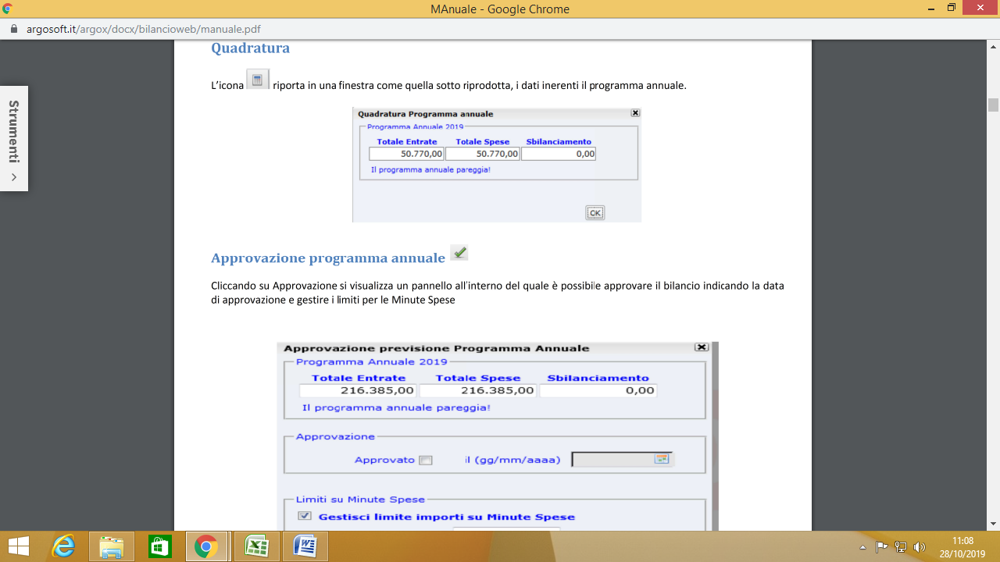 MAnuale - Google Chrome
argosoft.it/argox/docx/bilancioweb/manuale.pdf
Strumenti
Quadratura
L'icona riporta in una finestra come quella sotto riprodotta, i dati inerenti il programma annuale.
Quadratura Programma annuale
Programma Annuale 2019
Totale Entrate Totale Spese Sbilanciamento
50.770,00 50.770,00 0,00
Il programma annuale pareggia!
OK
Approvazione programma annuale
Cliccando su Approvazione si visualizza un pannello all'interno del quale è possibile approvare il bilancio indicando la data
di approvazione e gestire i limiti per le Minute Spese
Approvazione previsione Programma Annuale
Programma Annuale 2019
Totale Entrate Totale Spese Sbilanciamento
216.385,00 216.385,00 0,00
Il programma annuale pareggia!
Approvazione
Approvato il (gg/mm/aaaa)
Limiti su Minute Spese
Gestisci limite importi su Minute Spese
11:08
28/10/2019